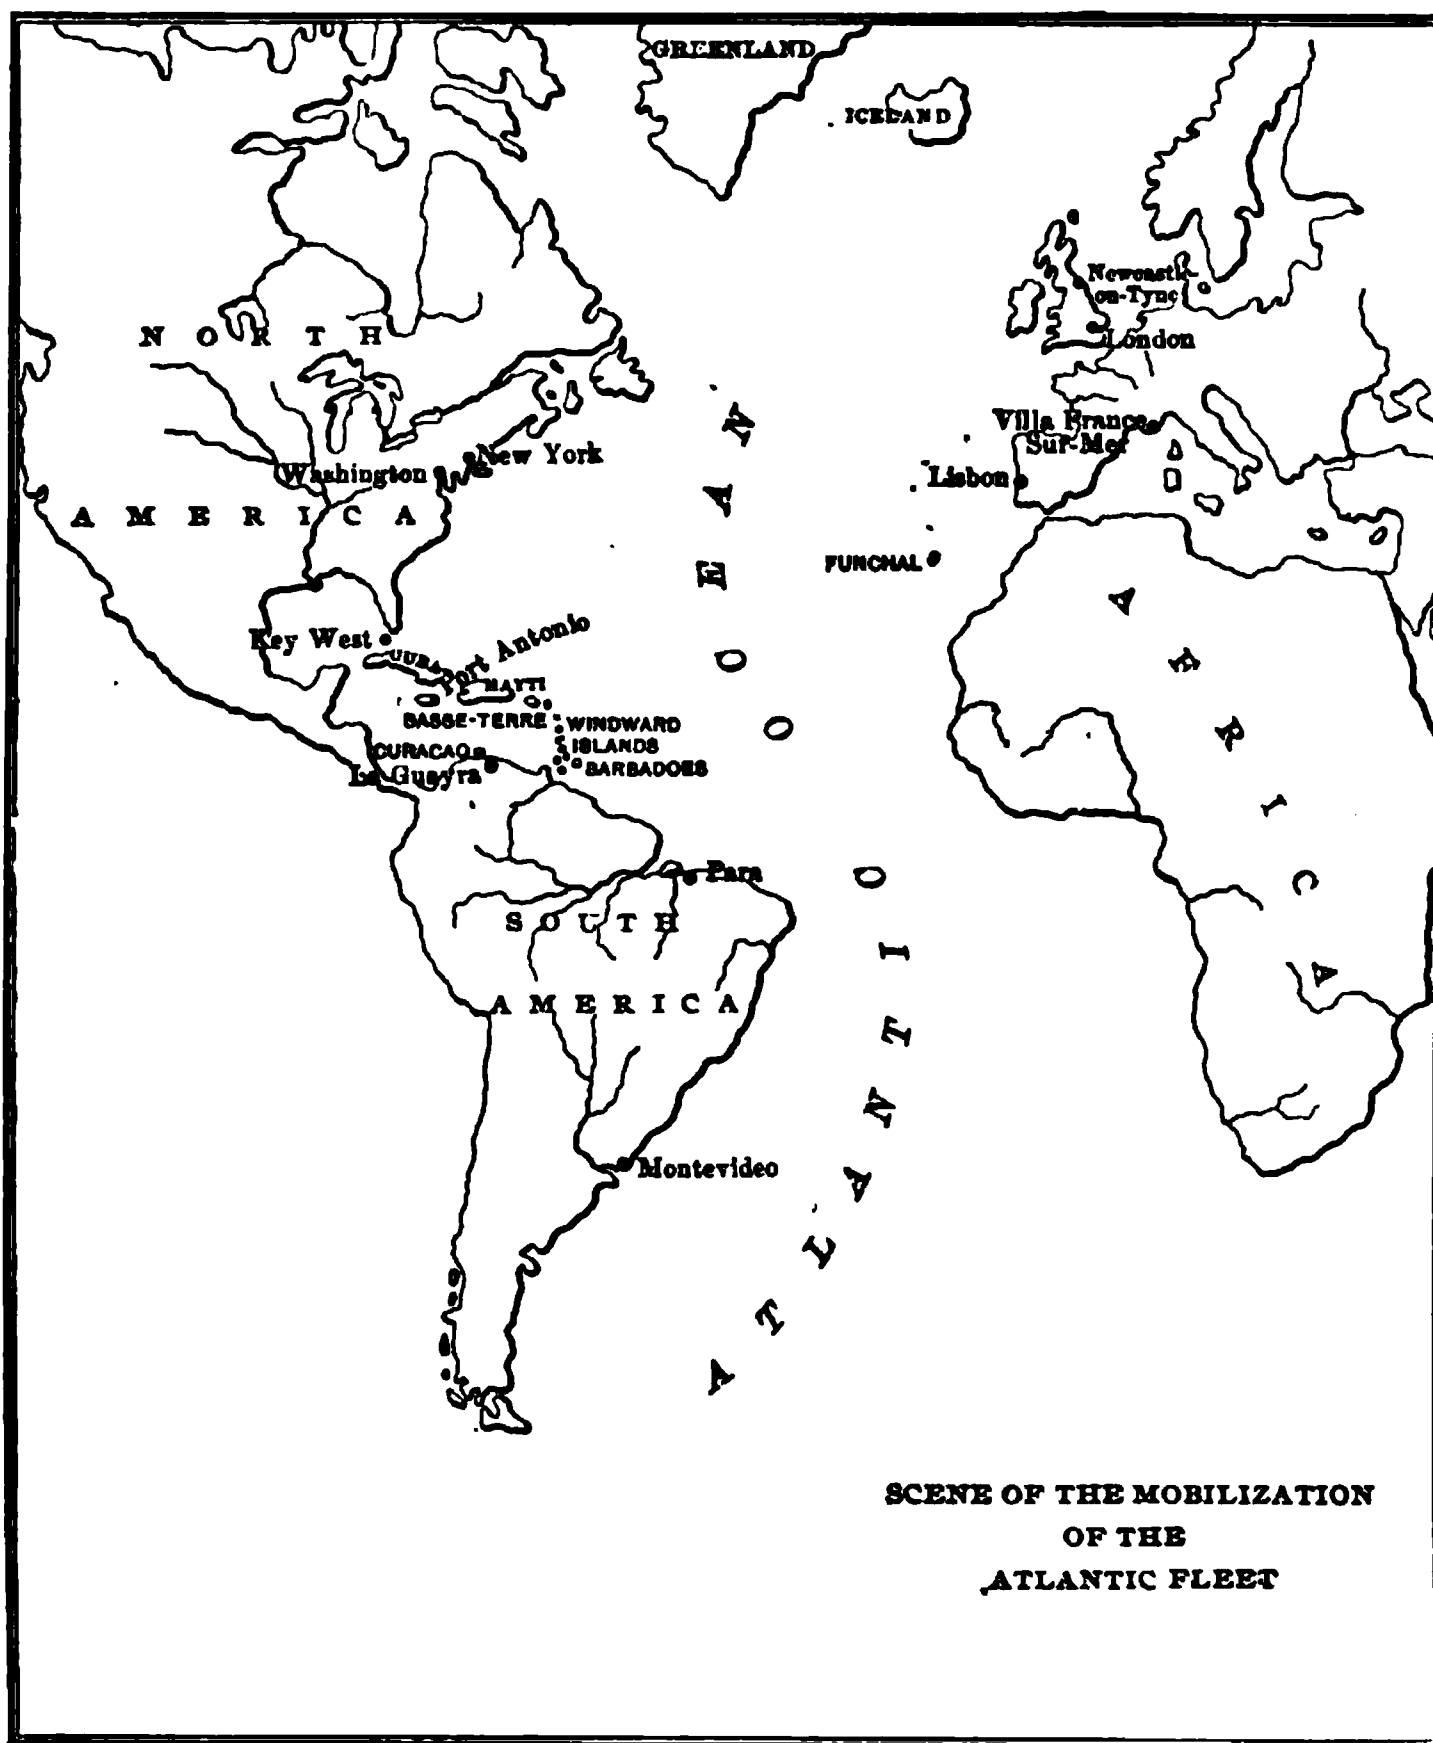 GREENLAND
ICELAND
Newcastle-
on-Tyne
London
NORTH
Villa France
Sur-Mer
New York
Washington
Lisbon
AMERICA
FUNCHAL
AFRICA
Key West
CUBA
Port Antonio
HAYTI
BASSE-TERRE
WINDWARD
ISLANDS
CURACAO
BARBADOES
La Guayra
Para
SOUTH
AMERICA
Montevideo
ATLANTIC OCEAN
SCENE OF THE MOBILIZATION
OF THE
ATLANTIC FLEET